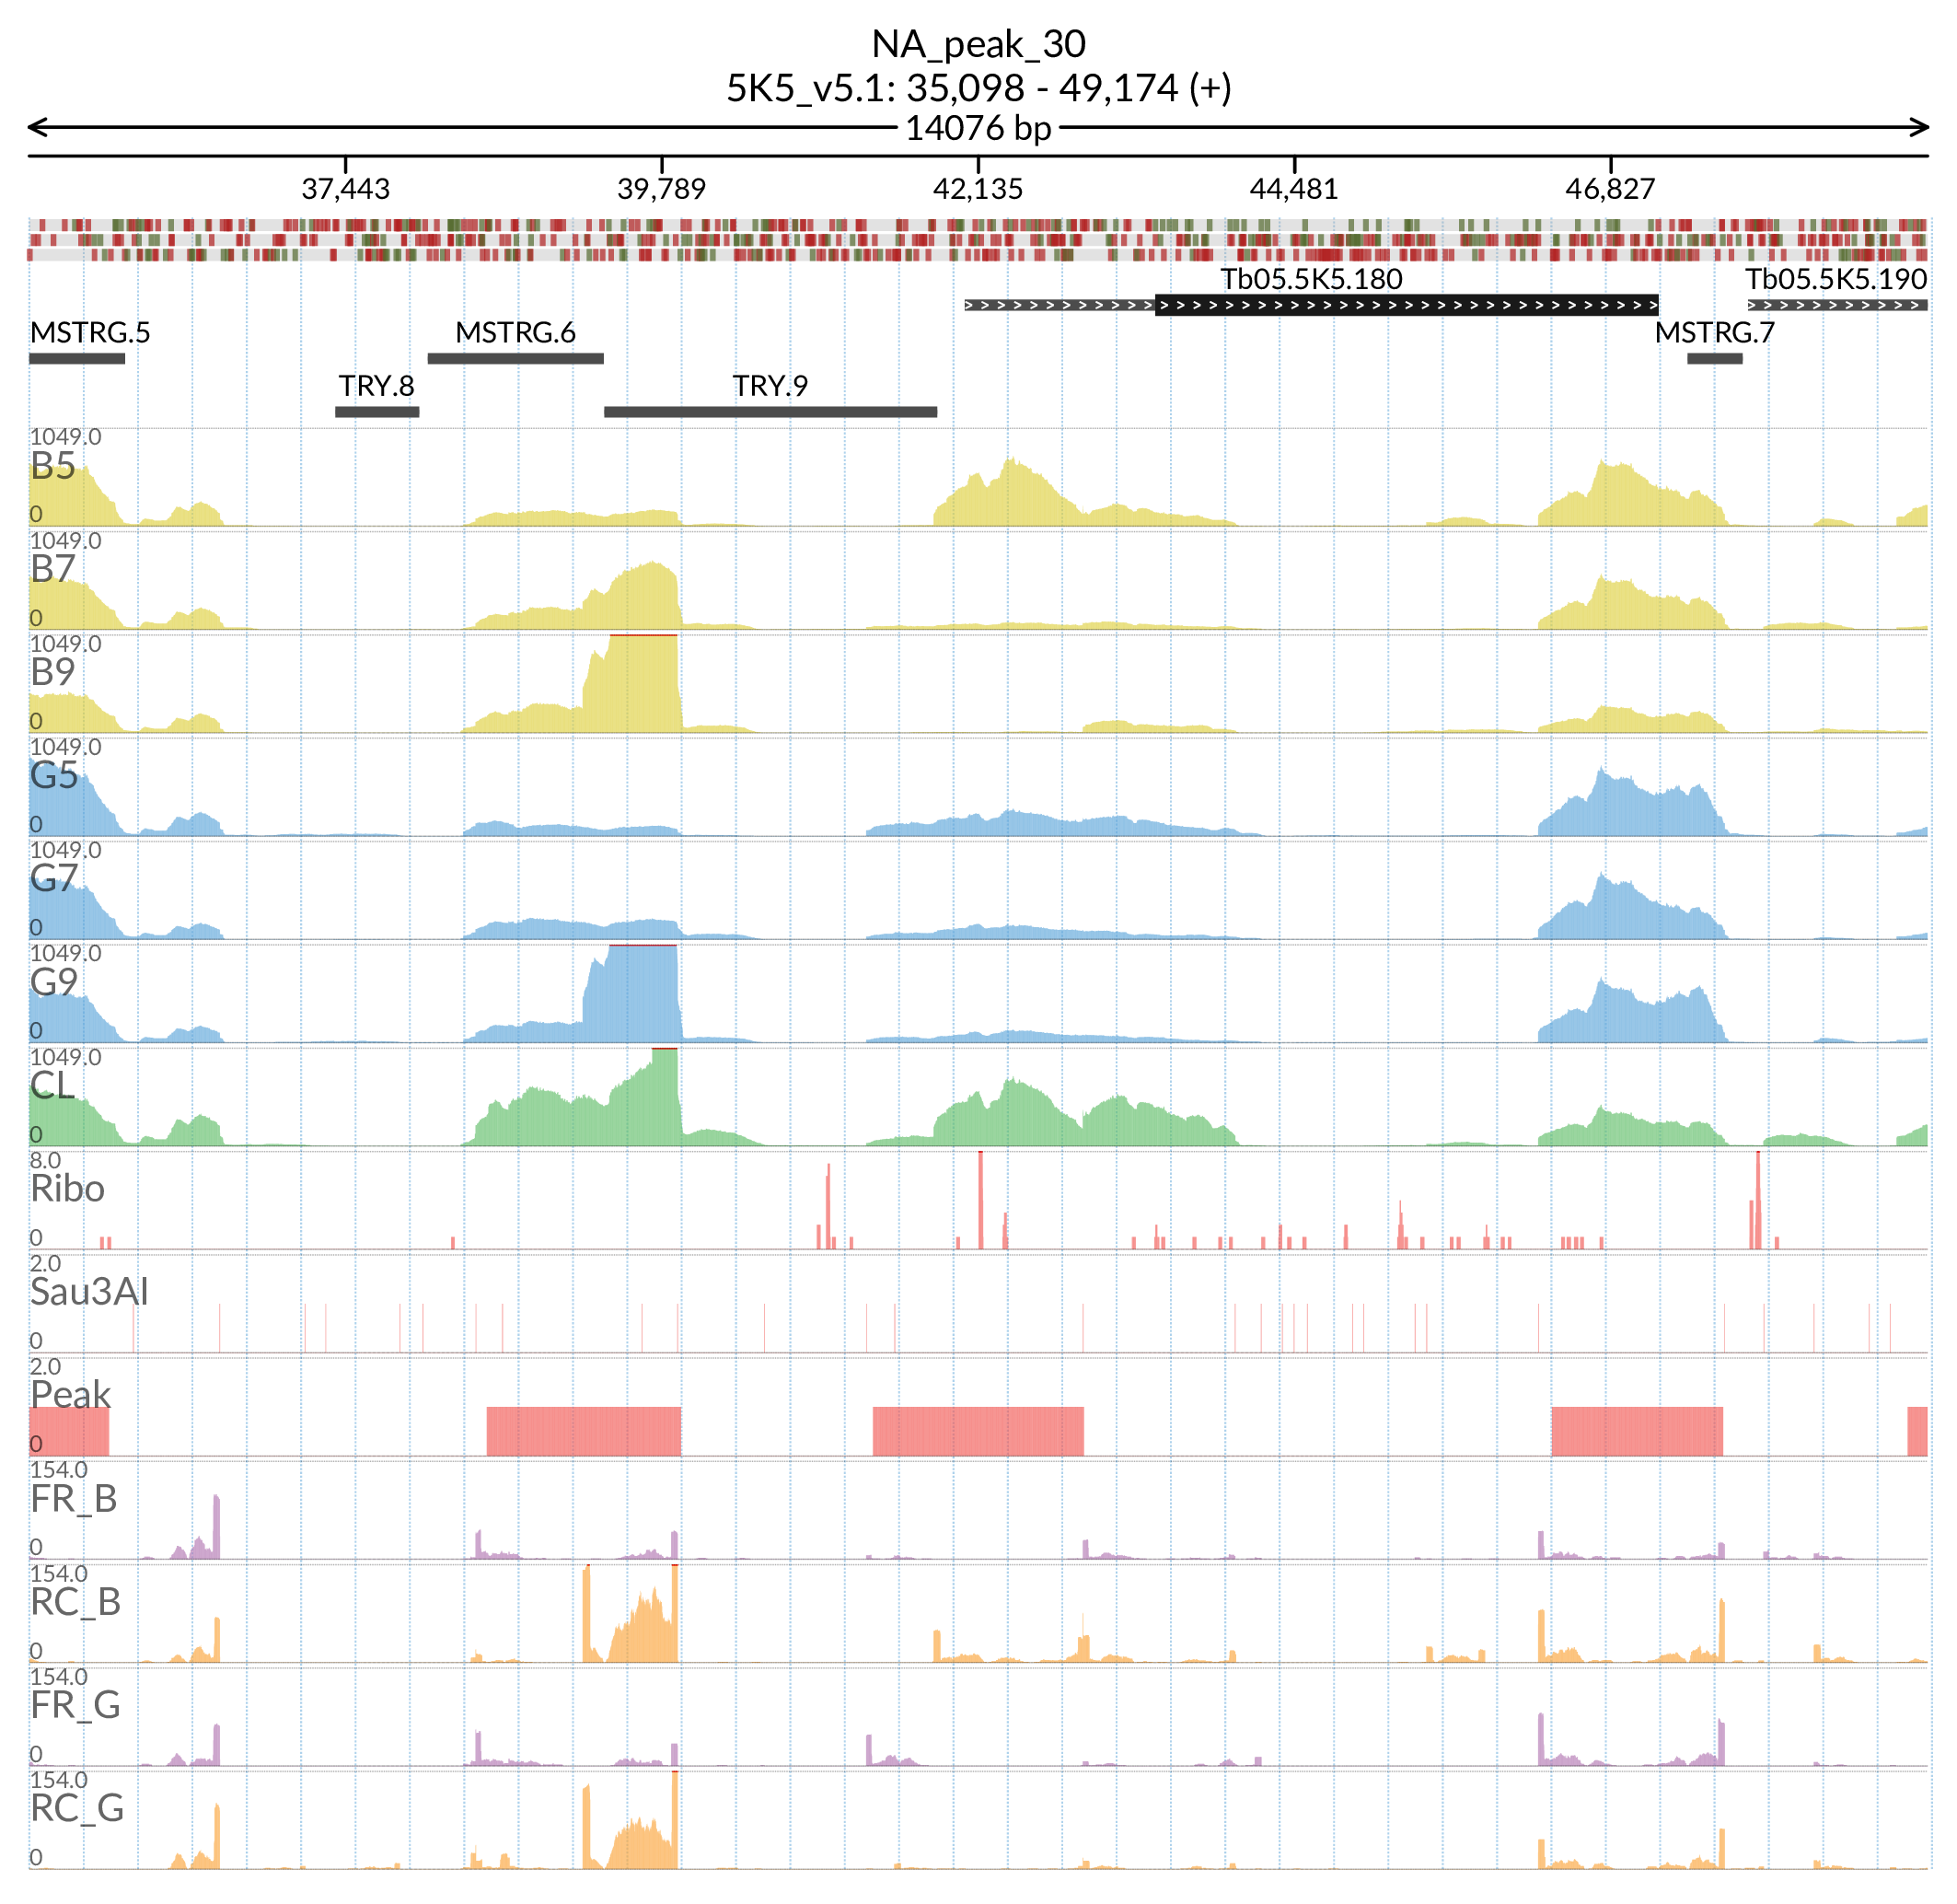 NA_peak_30
5K5_v5.1: 35,098 - 49,174 (+)
14076 bp
37,443 39,789 42,135 44,481 46,827
Tb05.5K5.180 Tb05.5K5.190
MSTRG.5 MSTRG.6 MSTRG.7
TRY.8 TRY.9
1049.0
B5
0
1049.0
B7
0
1049.0
B9
0
1049.0
G5
0
1049.0
G7
0
1049.0
G9
0
1049.0
CL
0
8.0
Ribo
0
2.0
Sau3AI
0
2.0
Peak
0
154.0
FR_B
0
154.0
RC_B
0
154.0
FR_G
0
154.0
RC_G
0